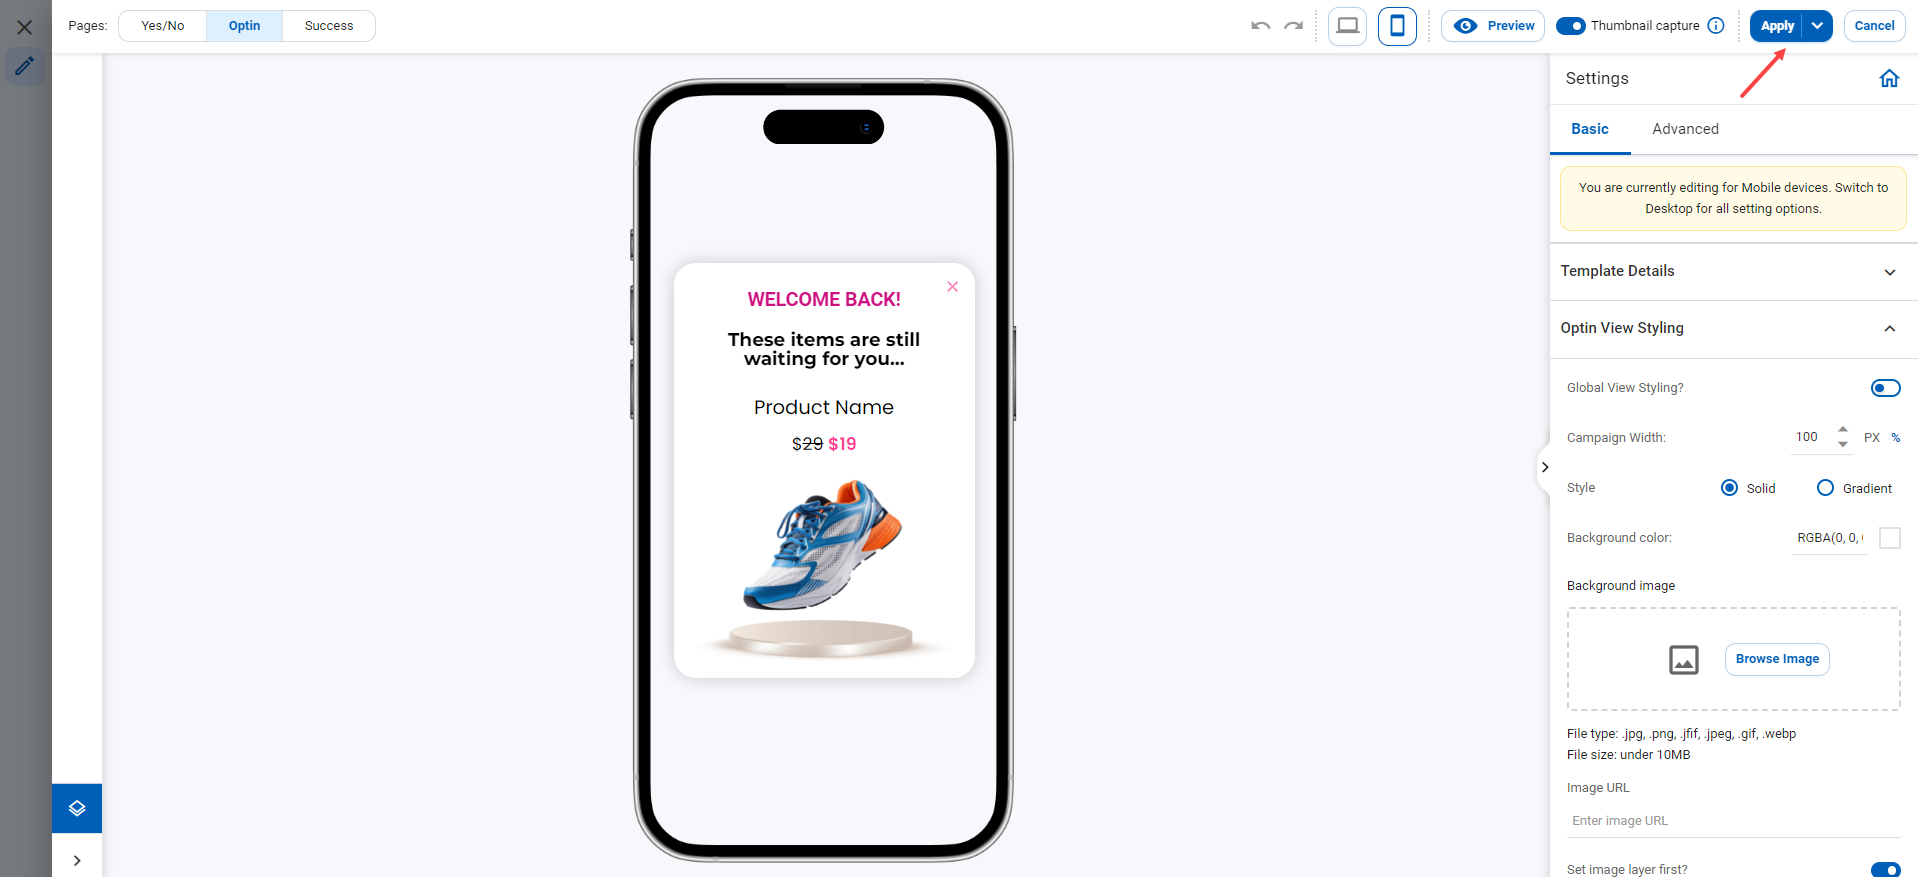 Pages:
Yes/No
Optin
Success
Preview
Thumbnail capture
Apply
Cancel
WELCOME BACK!
These items are still
waiting for you...
Product Name
$29 $19
Settings
Basic
Advanced
You are currently editing for Mobile devices. Switch to
Desktop for all setting options.
Template Details
Optin View Styling
Global View Styling?
Campaign Width:
100
PX
%
Style
Solid
Gradient
Background color:
RGBA(0, 0,
Background image
Browse Image
File type: .jpg, .png, .jfif, .jpeg, .gif, .webp
File size: under 10MB
Image URL
Enter image URL
Set image layer first?